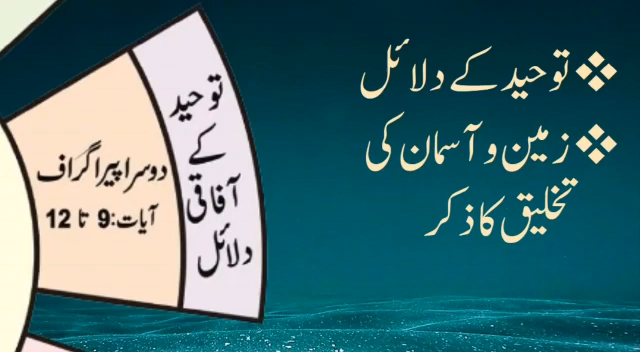 ❖ توحید کے دلائل
❖ زمین و آسمان کی
تخلیق کا ذکر
توحید
کے
آفاقی
دلائل
دوسرا پیراگراف
آیات: 9 تا 12